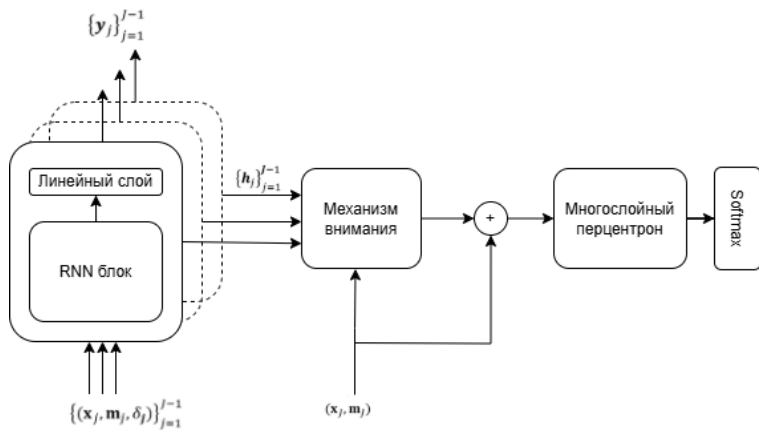 {y_j}_{j=1}^{J-1}
Линейный слой
RNN блок
{h_j}_{j=1}^{J-1}
Механизм
внимания
+
Многослойный
перцентрон
Softmax
{(x_j, m_j, δ_j)}_{j=1}^{J-1}
(x_J, m_J)